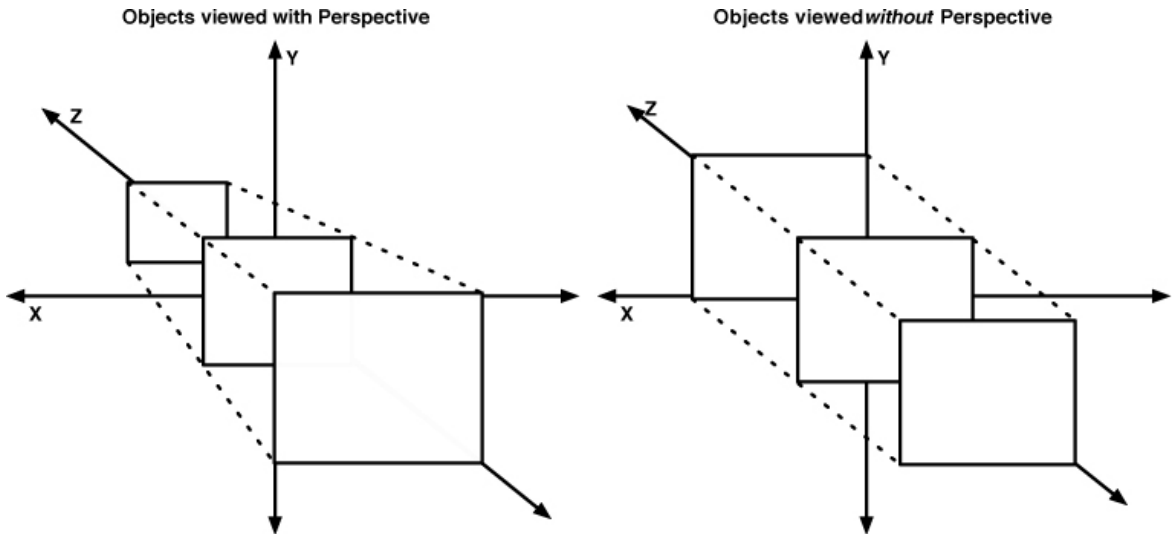 Objects viewed with Perspective
Y
Z
X
Objects viewed without Perspective
Y
Z
X